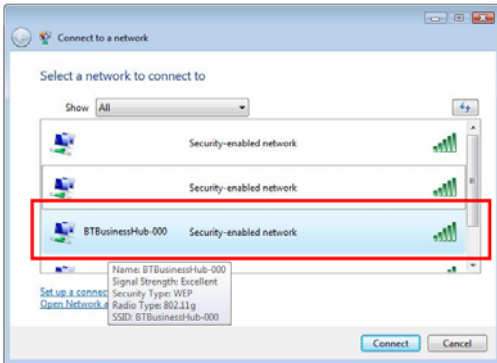 Connect to a network
Select a network to connect to
Show All
Security-enabled network
Security-enabled network
BTBusinessHub-000 Security-enabled network
Name: BTBusinessHub-000
Signal Strength: Excellent
Set up a connec Security Type: WEP
Open Network a Radio Type: 802.11g
SSID: BTBusinessHub-000
Connect Cancel